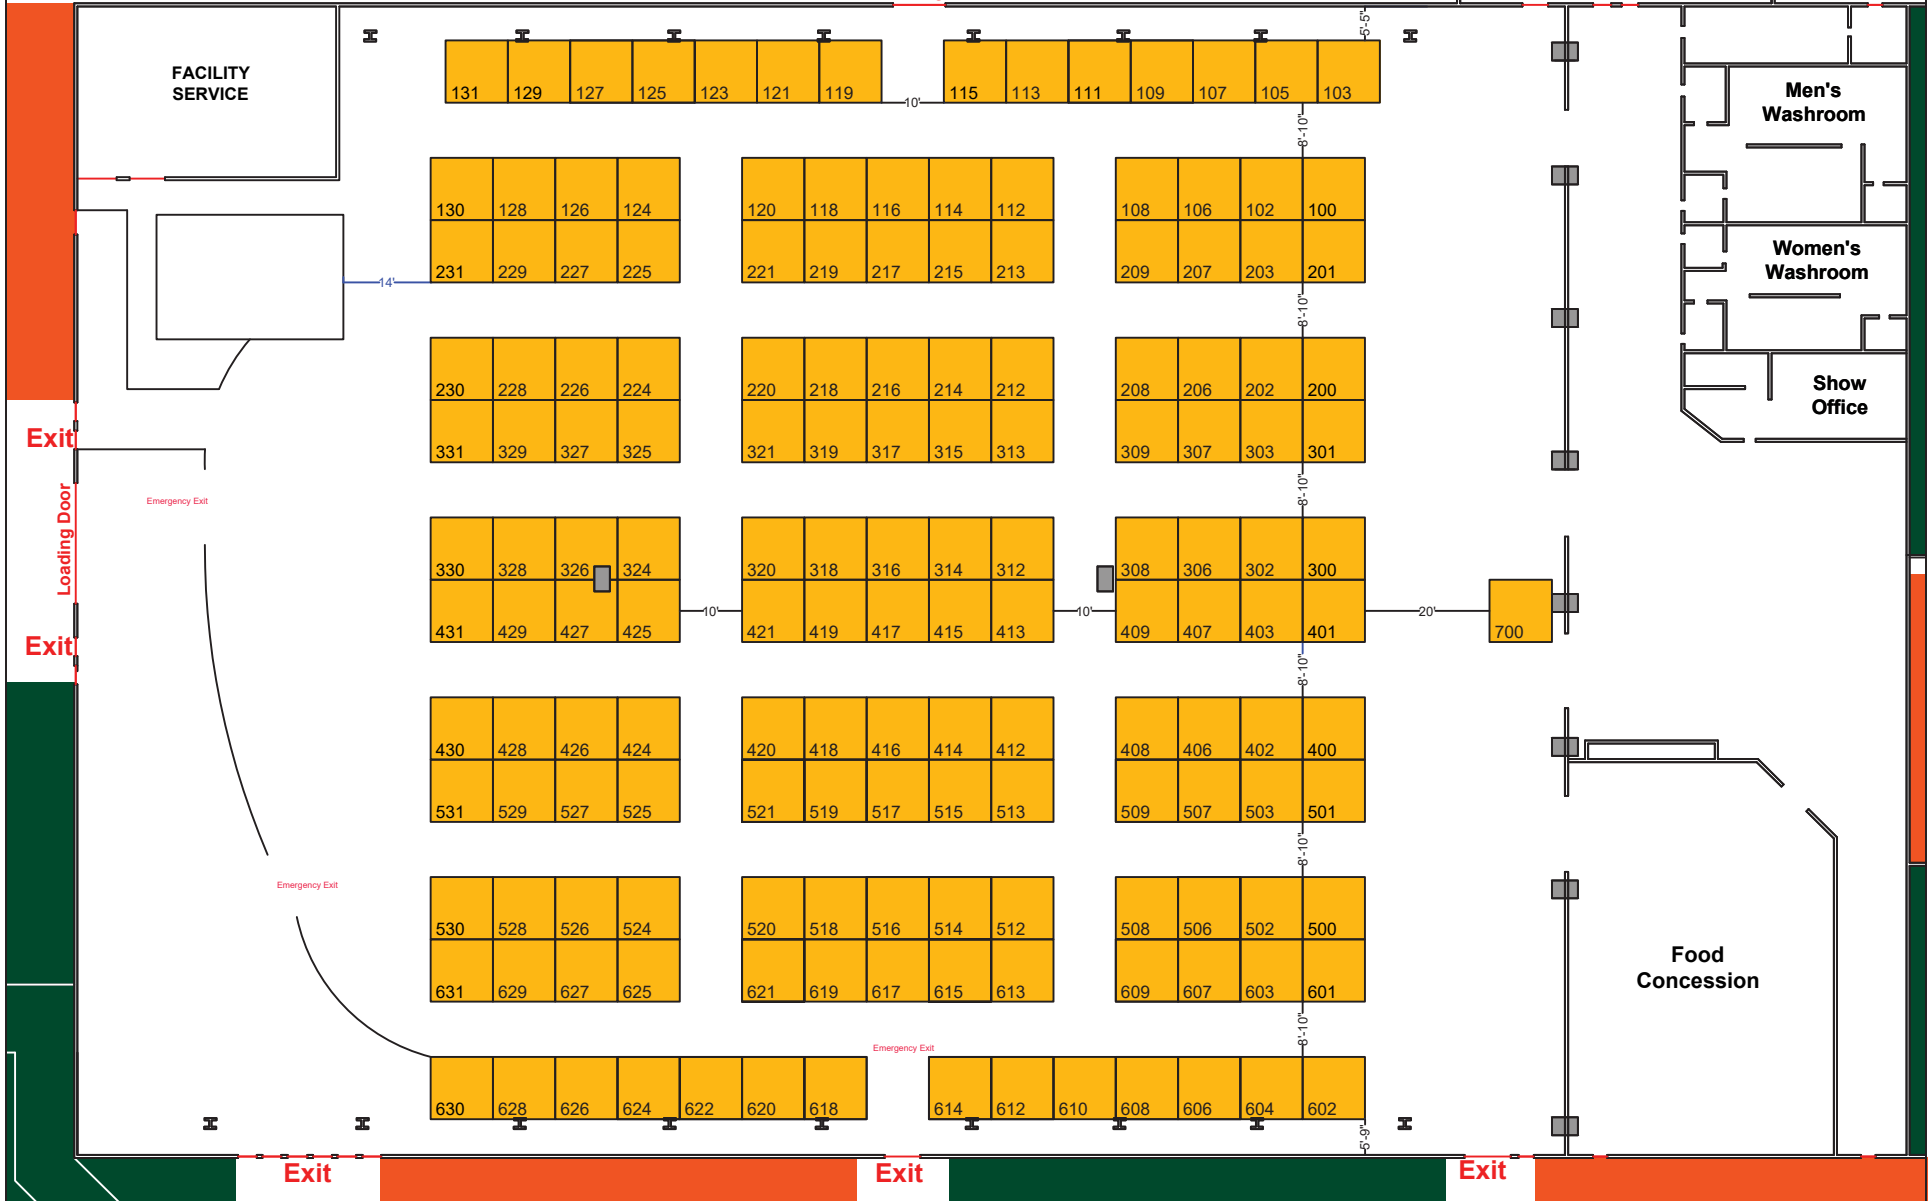 5'-5"
FACILITY
SERVICE
131 129 127 125 123 121 119 10' 115 113 111 109 107 105 103
Men's
Washroom
8'-10"
130 128 126 124 120 118 116 114 112 108 106 102 100
231 229 227 225 221 219 217 215 213 209 207 203 201
Women's
Washroom
14'
8'-10"
230 228 226 224 220 218 216 214 212 208 206 202 200
Show
Office
331 329 327 325 321 319 317 315 313 309 307 303 301
Exit
8'-10"
Emergency Exit
Loading Door
330 328 326 324 320 318 316 314 312 308 306 302 300
10' 10' 20'
431 429 427 425 421 419 417 415 413 409 407 403 401 700
Exit
8'-10"
430 428 426 424 420 418 416 414 412 408 406 402 400
531 529 527 525 521 519 517 515 513 509 507 503 501
8'-10"
Emergency Exit
530 528 526 524 520 518 516 514 512 508 506 502 500
631 629 627 625 621 619 617 615 613 609 607 603 601
Food
Concession
8'-10"
Emergency Exit
630 628 626 624 622 620 618 614 612 610 608 606 604 602
5'-9"
Exit Exit Exit